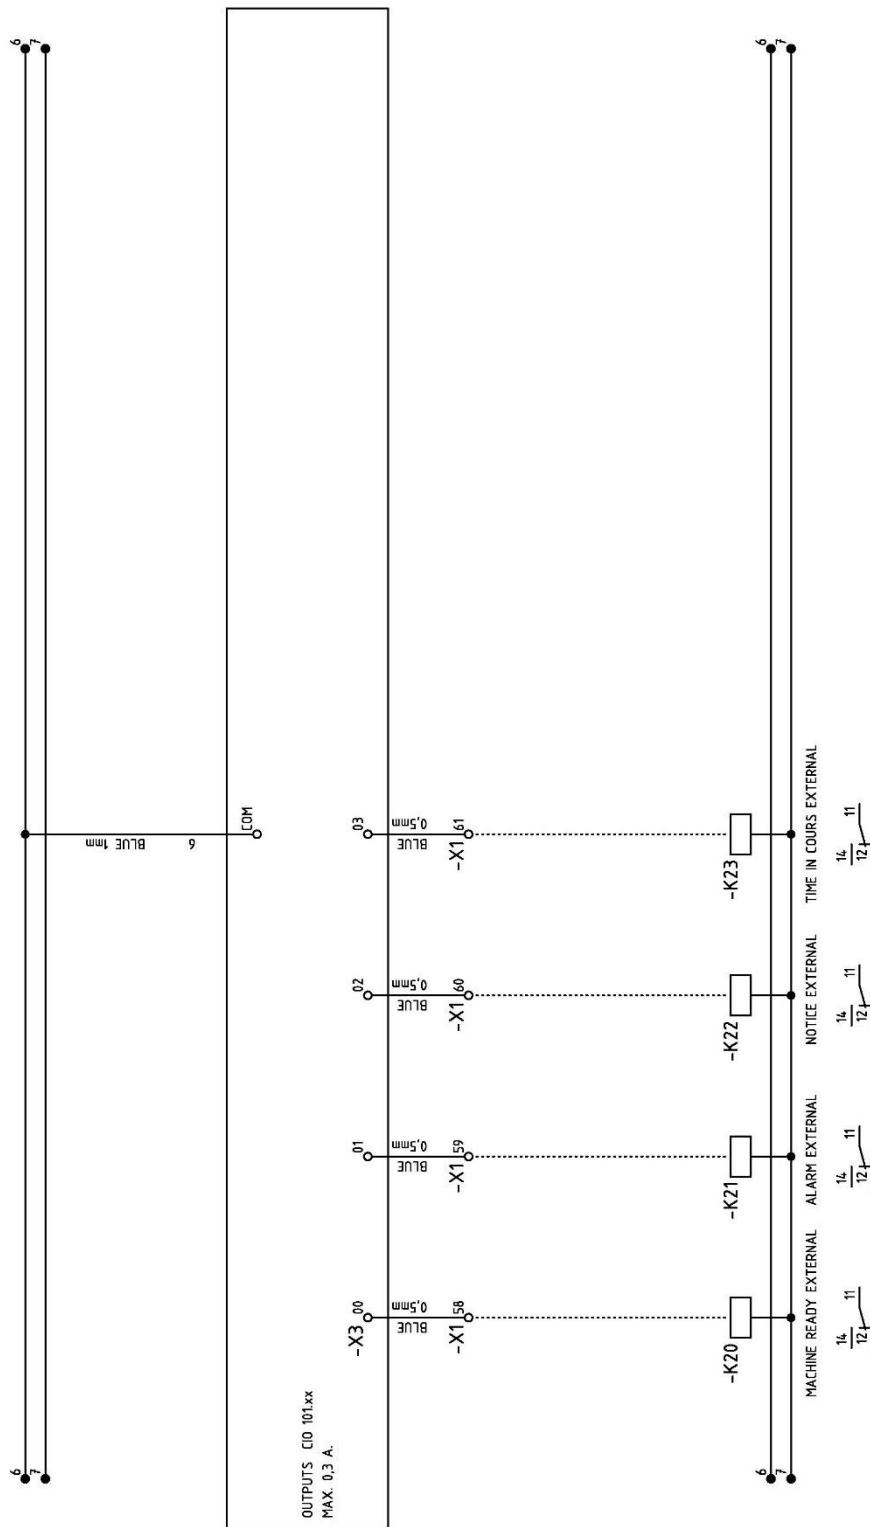 6
7
6
7
BLUE 1mm
6
COM
OUTPUTS CIO 101.xx
MAX. 0,3 A.
-X3
00
01
02
03
BLUE
0,5mm
BLUE
0,5mm
BLUE
0,5mm
BLUE
0,5mm
-X1
58
-X1
59
-X1
60
-X1
61
-K20
-K21
-K22
-K23
6
7
6
7
MACHINE READY EXTERNAL
ALARM EXTERNAL
NOTICE EXTERNAL
TIME IN COURS EXTERNAL
14
12
11
14
12
11
14
12
11
14
12
11